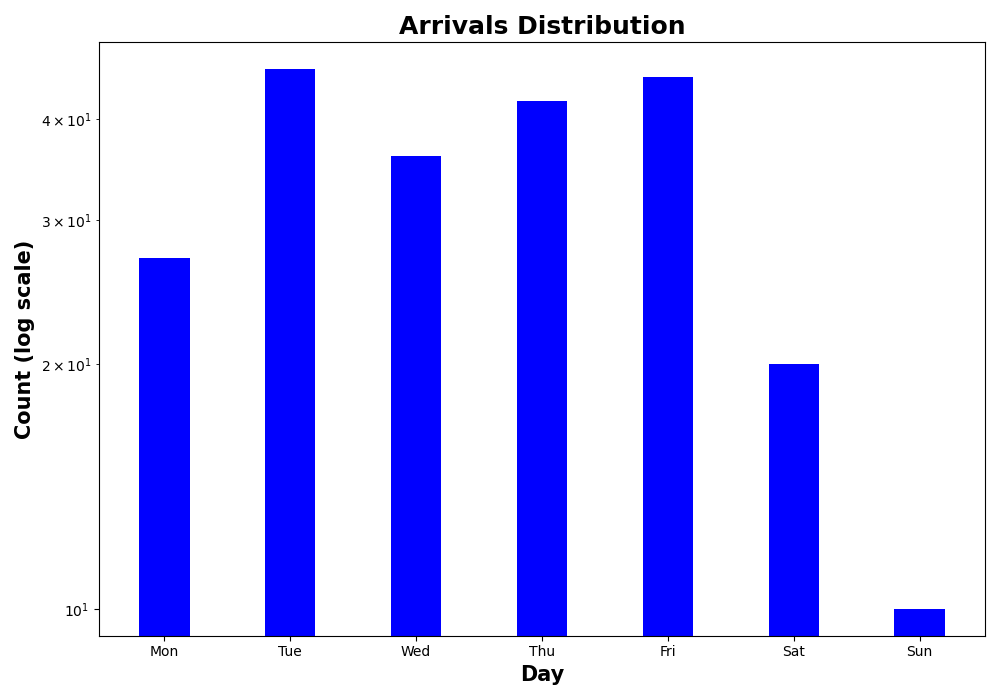 Arrivals Distribution
Count (log scale)
4 × 10¹
3 × 10¹
2 × 10¹
10¹
Mon Tue Wed Thu Fri Sat Sun
Day